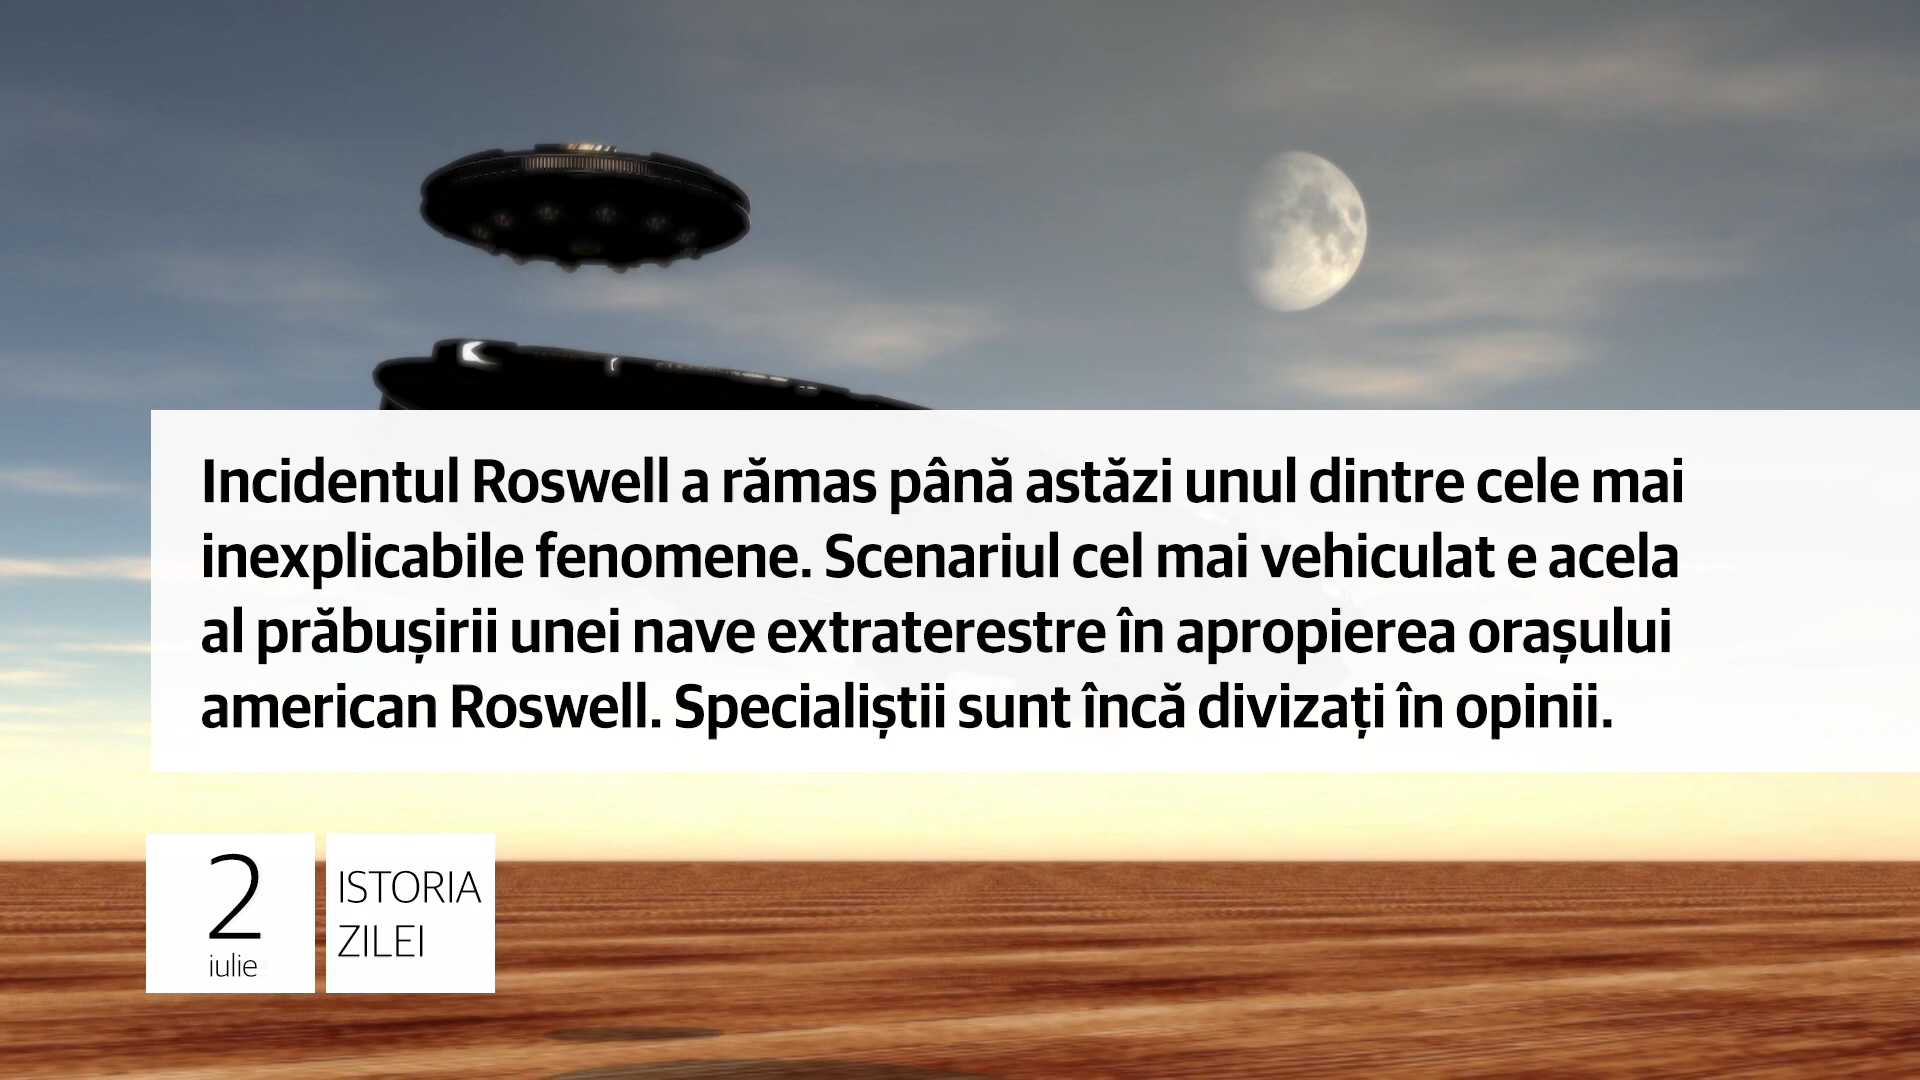 Incidentul Roswell a rămas până astăzi unul dintre cele mai
inexplicabile fenomene. Scenariul cel mai vehiculat e acela
al prăbușirii unei nave extraterestre în apropierea orașului
american Roswell. Specialiștii sunt încă divizați în opinii.
2
iulie
ISTORIA
ZILEI